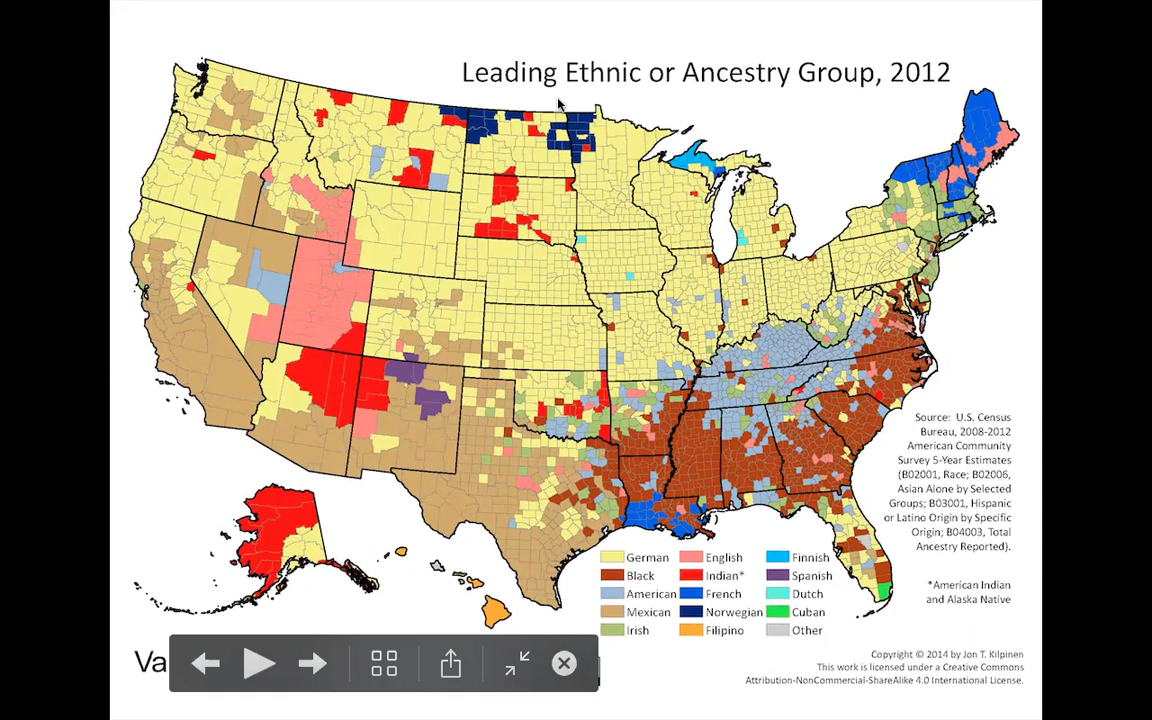 Leading Ethnic or Ancestry Group, 2012
Source: U.S. Census
Bureau, 2008-2012
American Community
Survey 5-Year Estimates
(B02001, Race; B02006,
Asian Alone by Selected
Groups; B03001, Hispanic
or Latino Origin by Specific
Origin; B04003, Total
Ancestry Reported).
German
Black
American
Mexican
Irish
English
Indian*
French
Norwegian
Filipino
Finnish
Spanish
Dutch
Cuban
Other
*American Indian
and Alaska Native
Copyright © 2014 by Jon T. Kilpinen
This work is licensed under a Creative Commons
Attribution-NonCommercial-ShareAlike 4.0 International License.